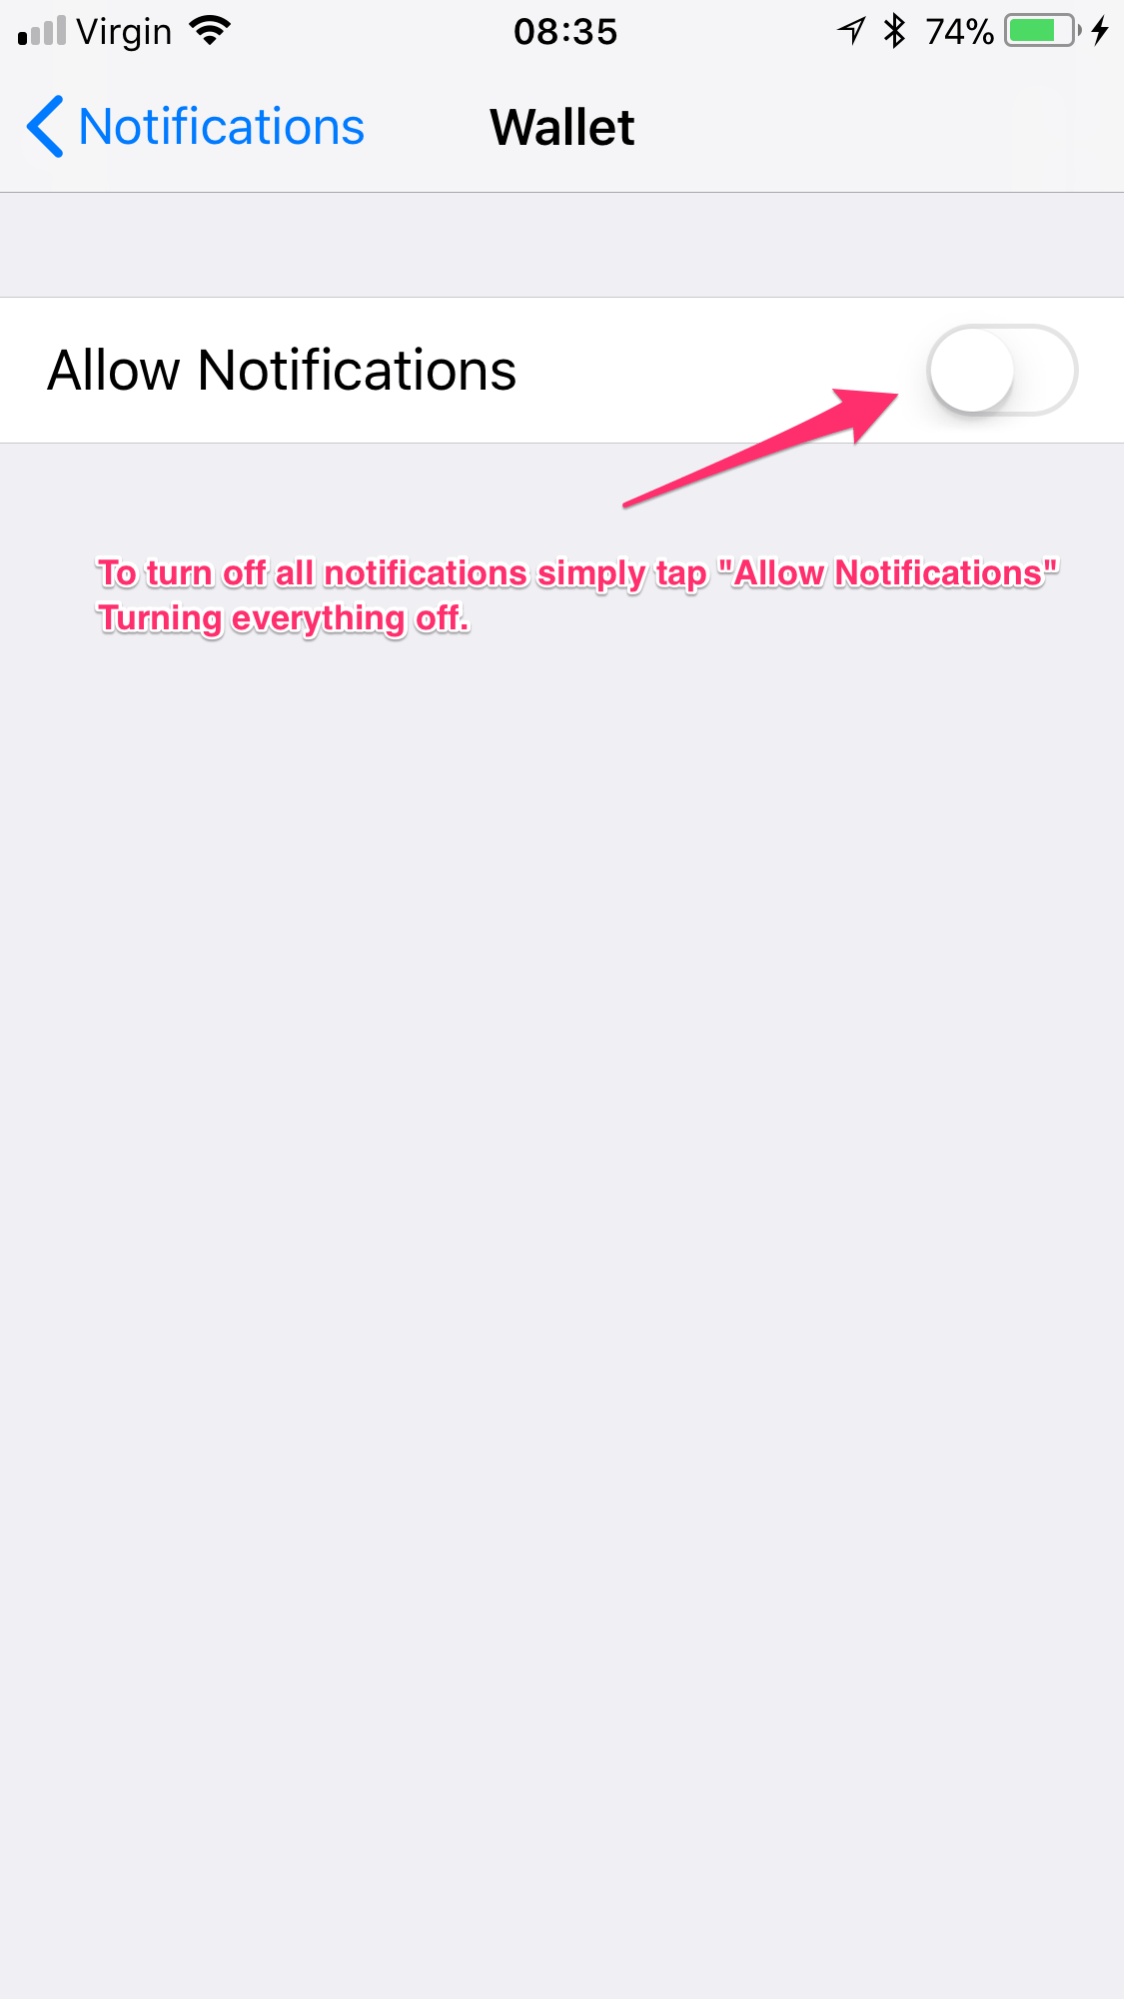 Virgin 08:35 74%
Notifications Wallet
Allow Notifications
To turn off all notifications simply tap "Allow Notifications"
Turning everything off.